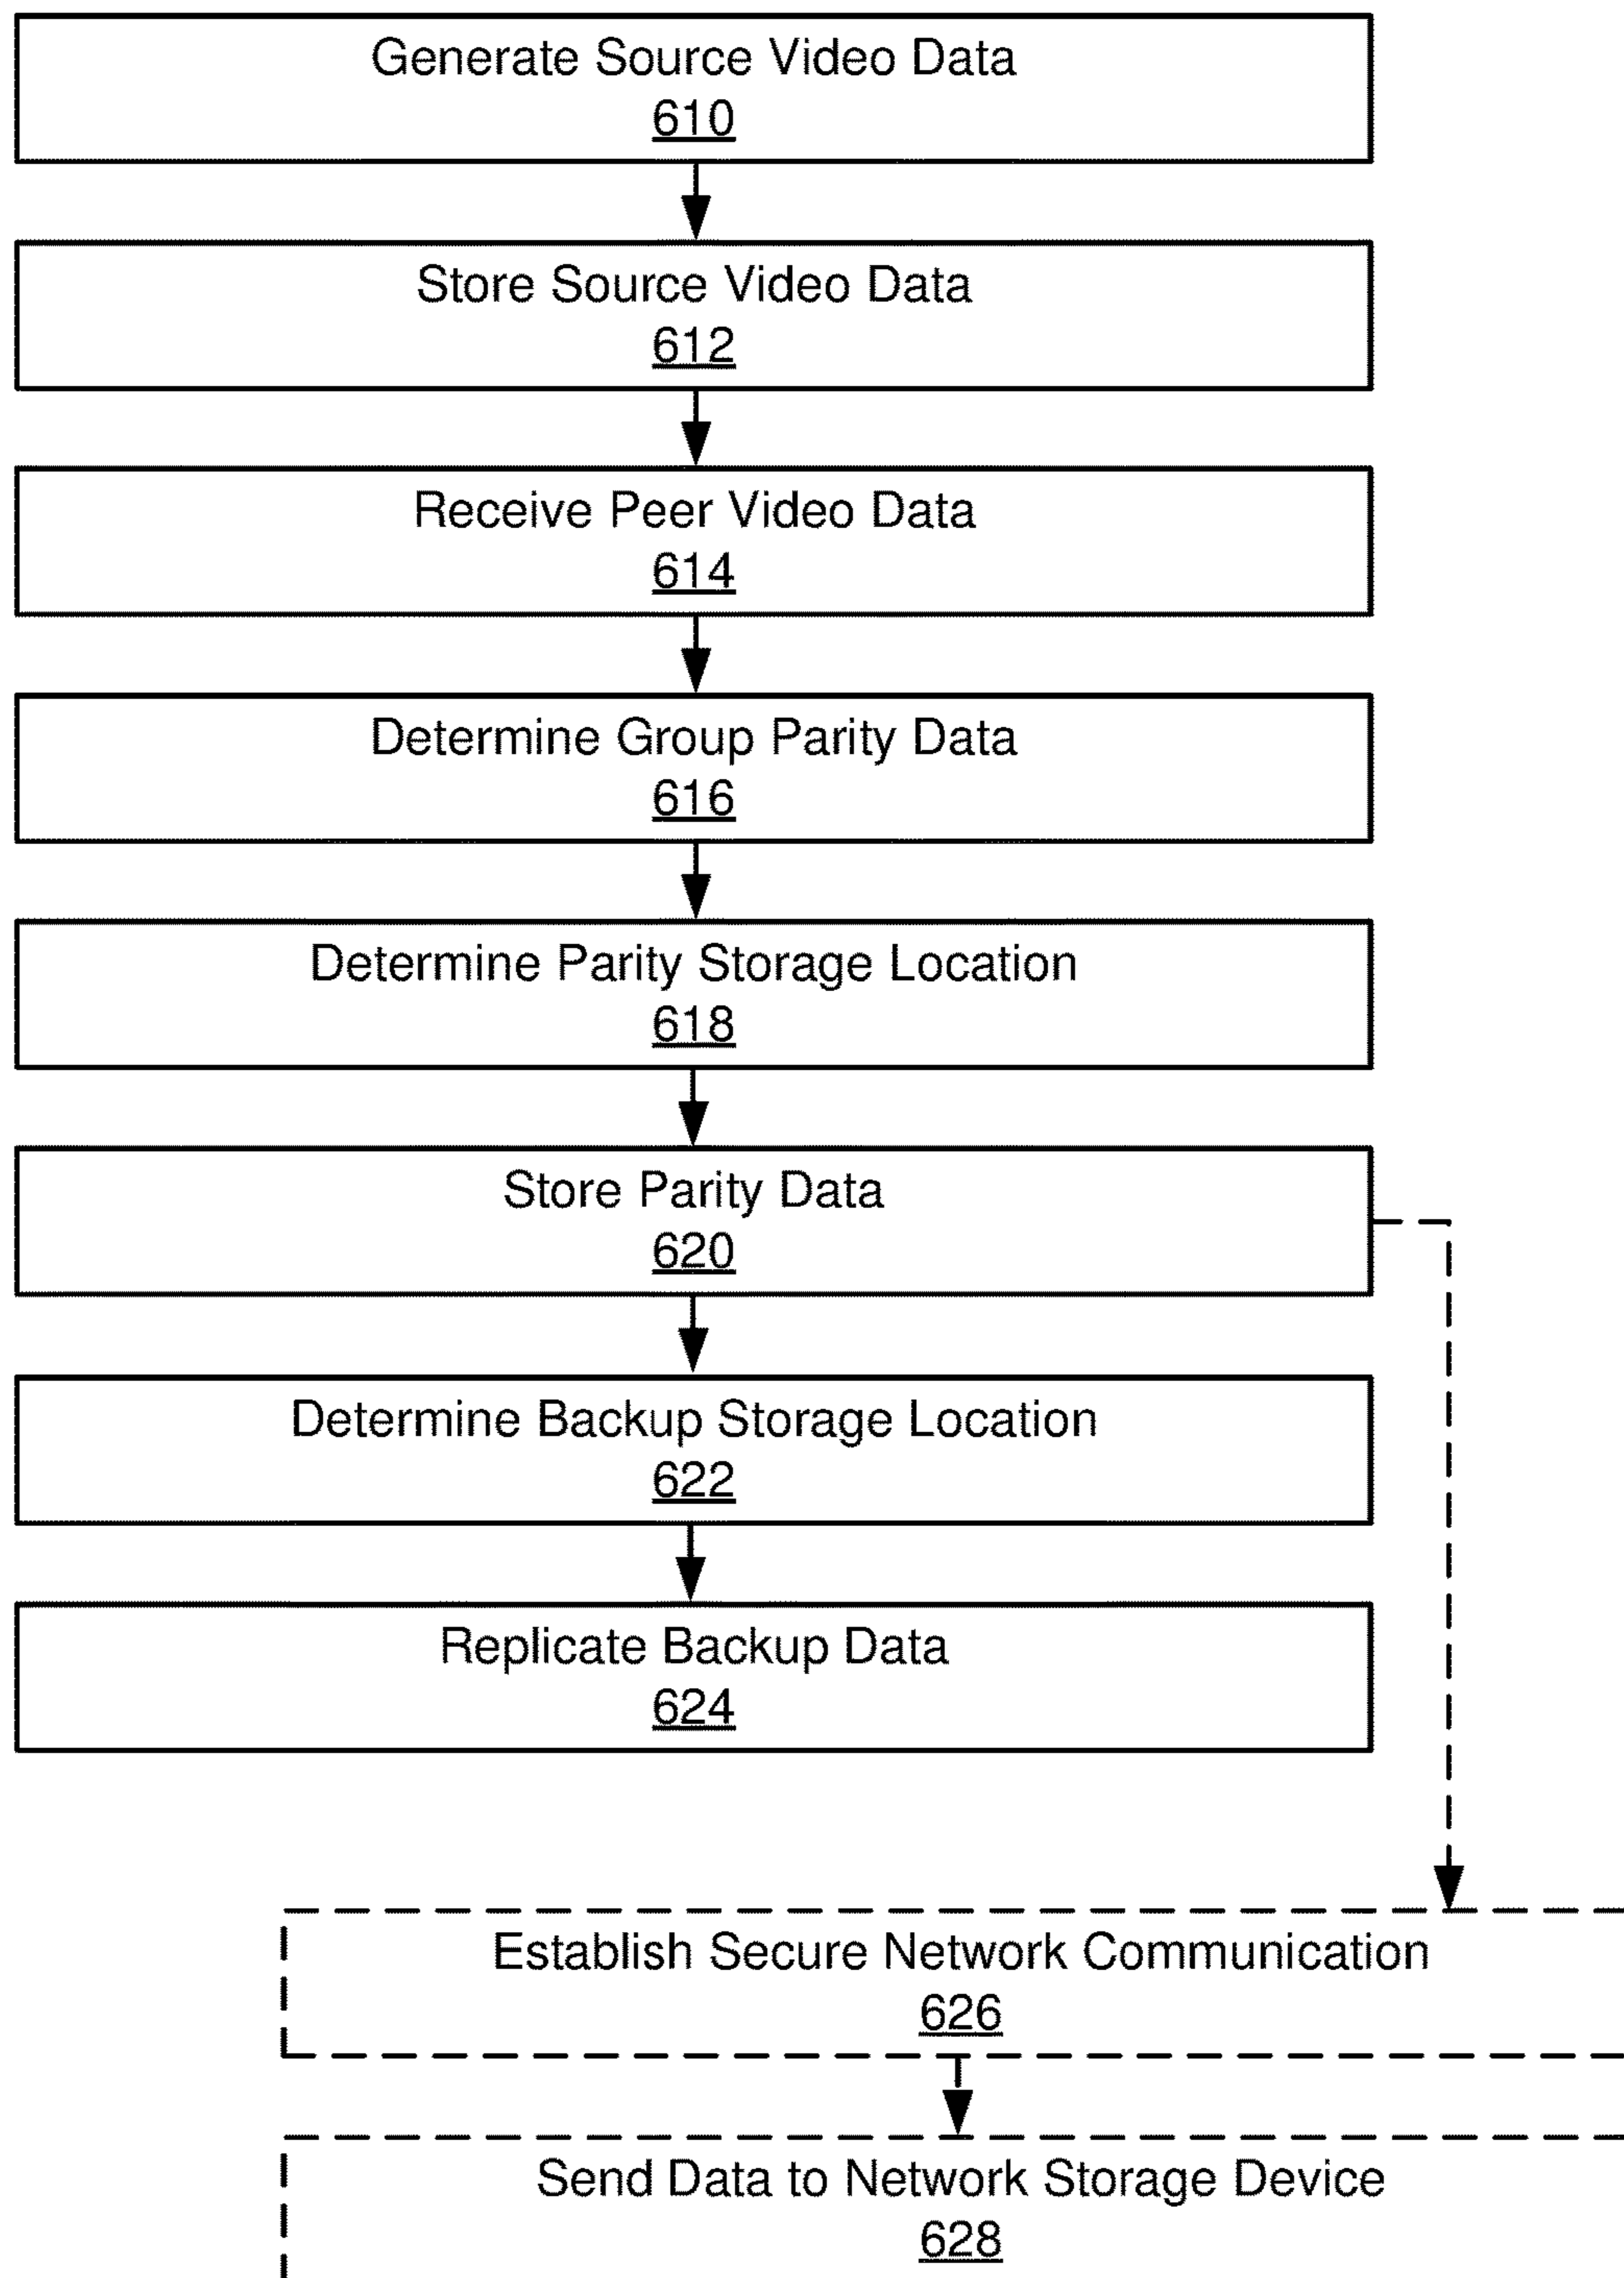 Generate Source Video Data
610
Store Source Video Data
612
Receive Peer Video Data
614
Determine Group Parity Data
616
Determine Parity Storage Location
618
Store Parity Data
620
Determine Backup Storage Location
622
Replicate Backup Data
624
Establish Secure Network Communication
626
Send Data to Network Storage Device
628